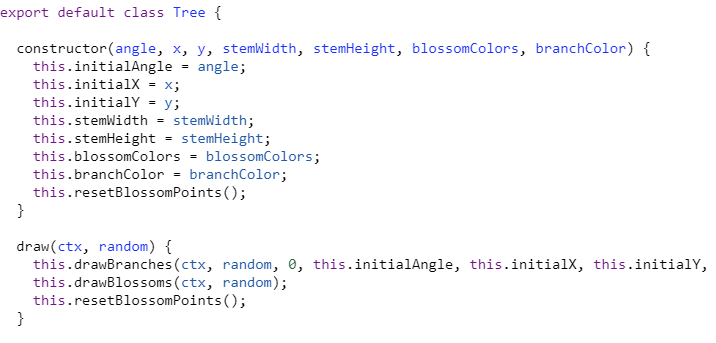 export default class Tree {
constructor(angle, x, y, stemWidth, stemHeight, blossomColors, branchColor) {
this.initialAngle = angle;
this.initialX = x;
this.initialY = y;
this.stemWidth = stemWidth;
this.stemHeight = stemHeight;
this.blossomColors = blossomColors;
this.branchColor = branchColor;
this.resetBlossomPoints();
}
draw(ctx, random) {
this.drawBranches(ctx, random, 0, this.initialAngle, this.initialX, this.initialY,
this.drawBlossoms(ctx, random);
this.resetBlossomPoints();
}